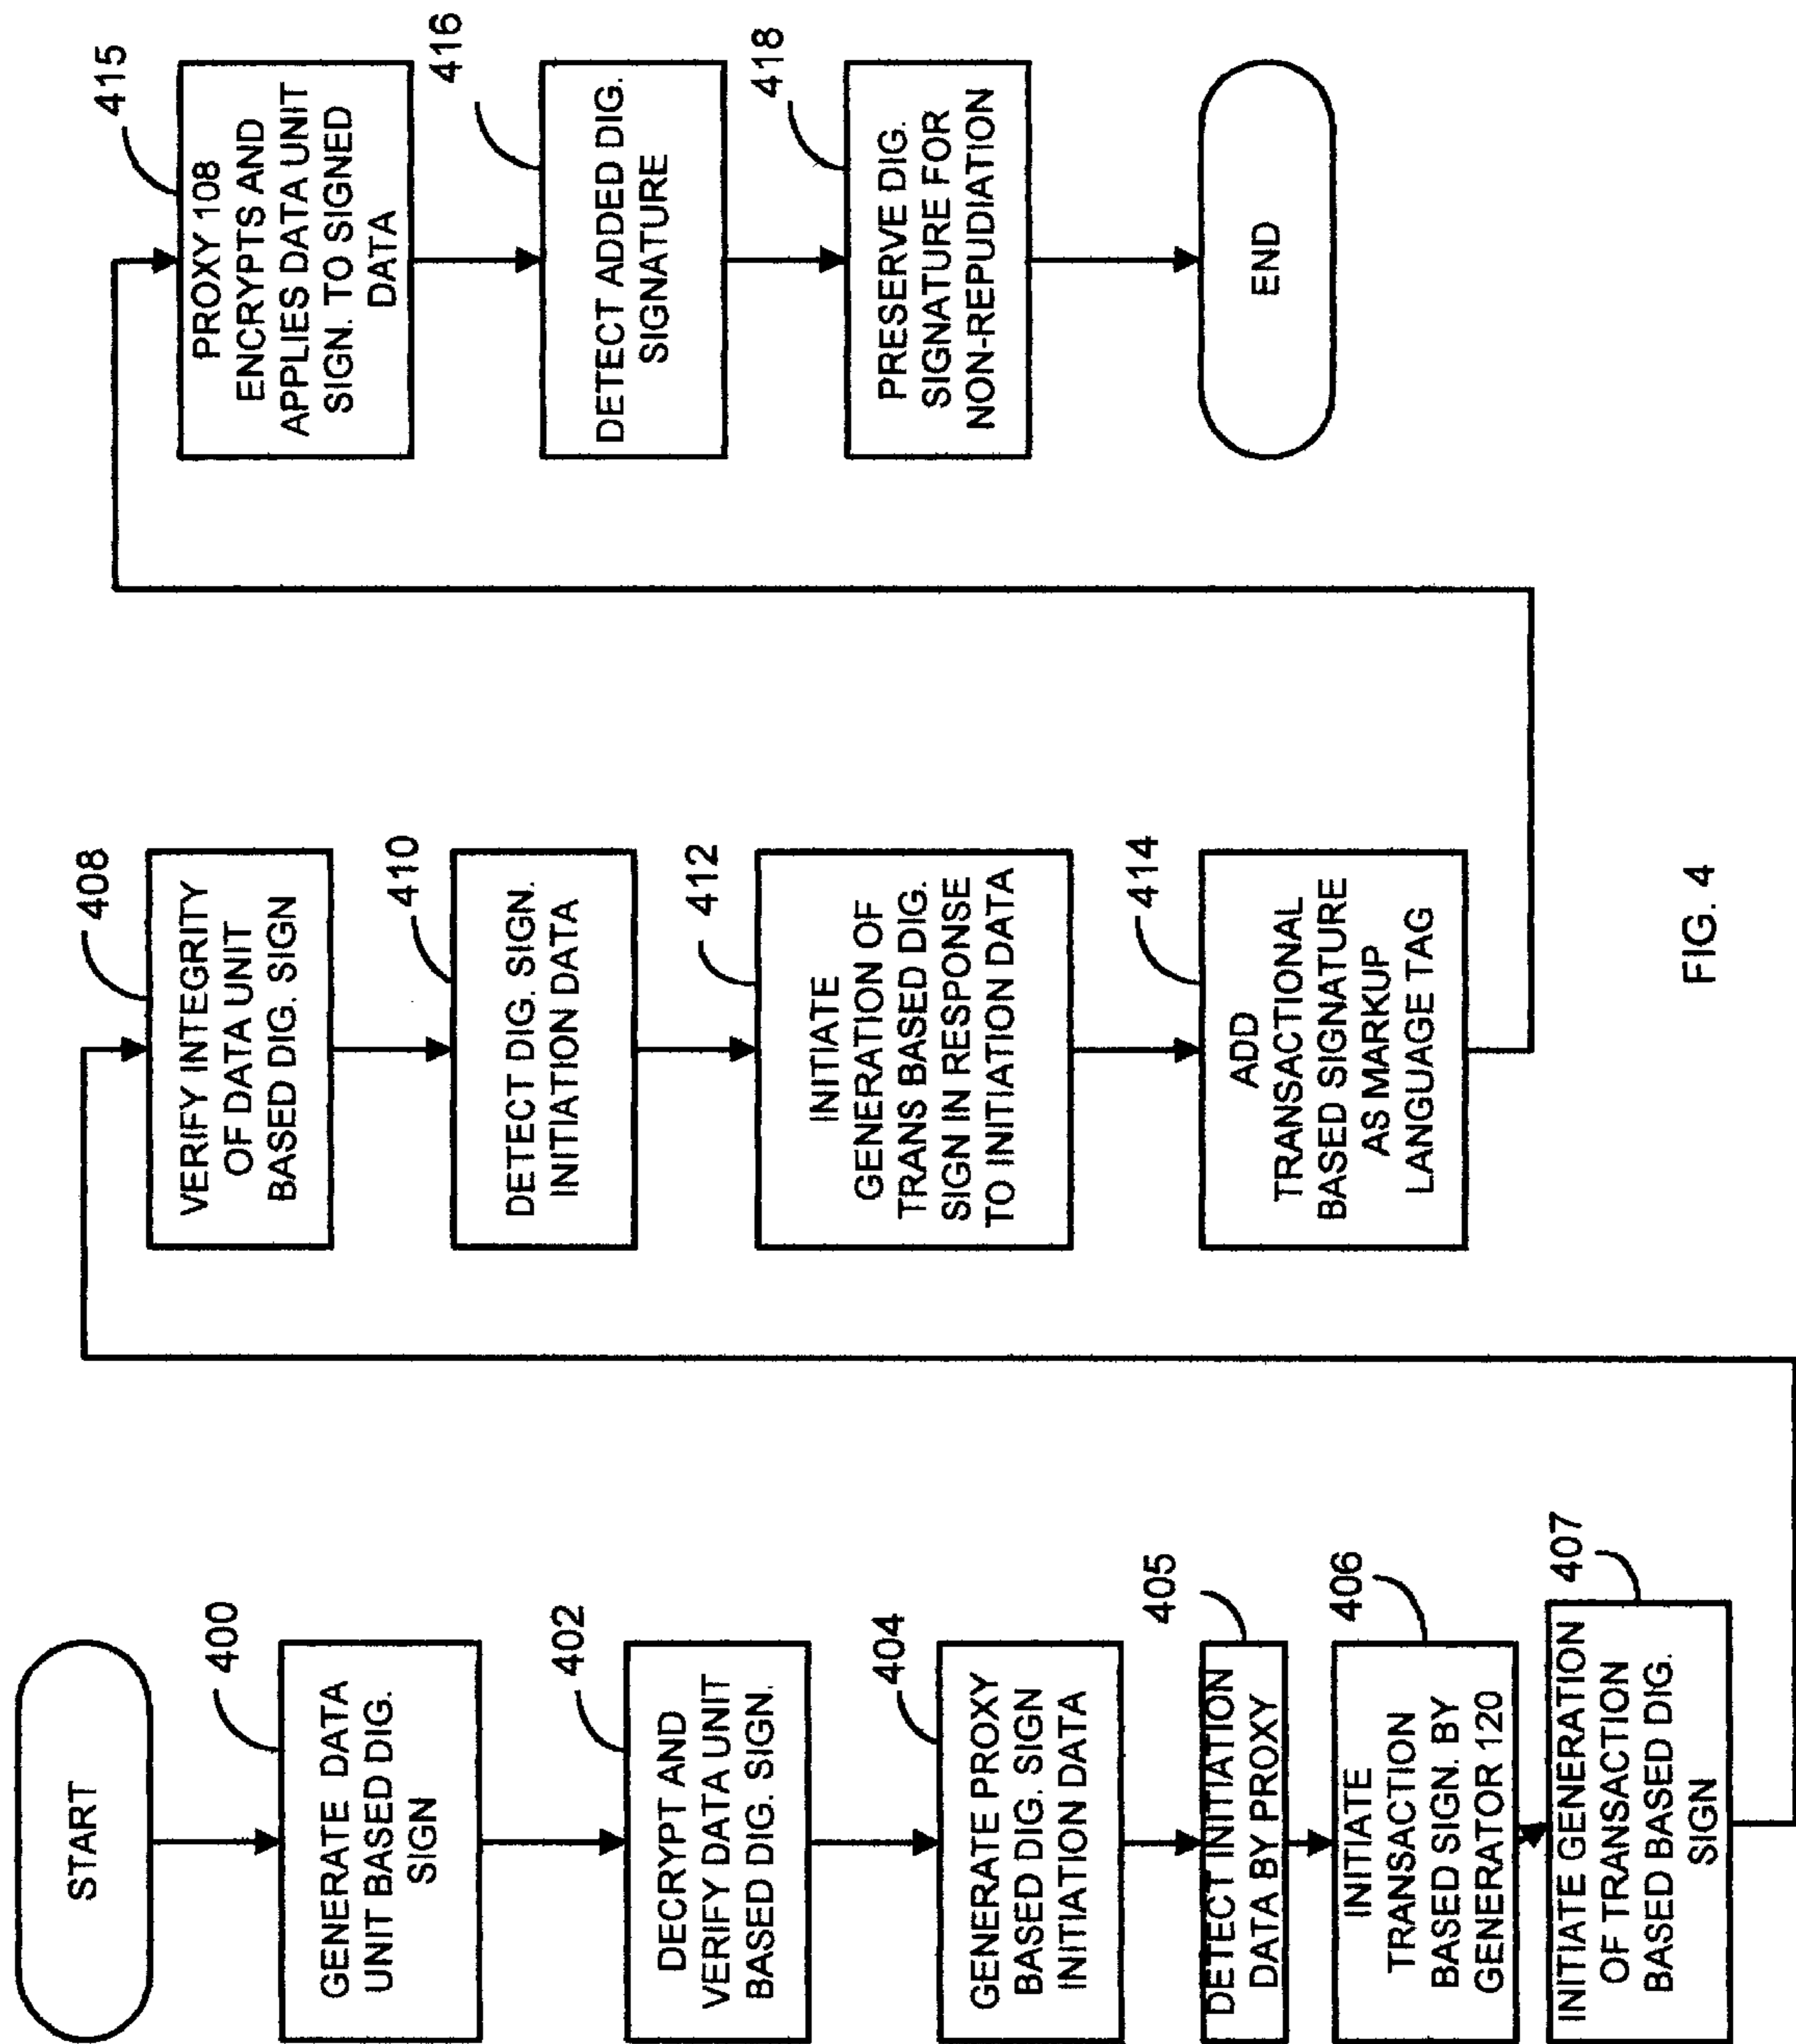 START
400
GENERATE DATA
UNIT BASED DIG.
SIGN
402
DECRYPT AND
VERIFY DATA UNIT
BASED DIG. SIGN.
404
GENERATE PROXY
BASED DIG. SIGN
INITIATION DATA
405
DETECT INITIATION
DATA BY PROXY
406
INITIATE
TRANSACTION
BASED SIGN. BY
GENERATOR 120
407
INITIATE GENERATION
OF TRANSACTION
BASED BASED DIG.
SIGN
408
VERIFY INTEGRITY
OF DATA UNIT
BASED DIG. SIGN
410
DETECT DIG. SIGN.
INITIATION DATA
412
INITIATE
GENERATION OF
TRANS BASED DIG.
SIGN IN RESPONSE
TO INITIATION DATA
414
ADD
TRANSACTIONAL
BASED SIGNATURE
AS MARKUP
LANGUAGE TAG
415
PROXY 108
ENCRYPTS AND
APPLIES DATA UNIT
SIGN. TO SIGNED
DATA
416
DETECT ADDED DIG.
SIGNATURE
418
PRESERVE DIG.
SIGNATURE FOR
NON-REPUDIATION
END
FIG. 4